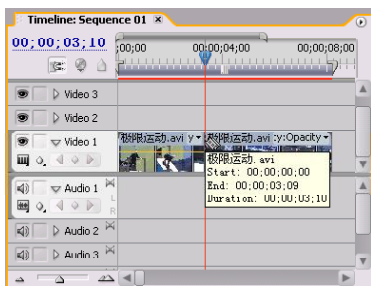 Timeline: Sequence 01
00;00;03;10
;00;00 00;00;04;00 00;00;08;00
Video 3
Video 2
Video 1
极限运动.avi y 极限运动.avi :y:Opacity
极限运动.avi
Start: 00;00;00;00
End: 00;00;03;09
Duration: 00;00;03;10
Audio 1
L
R
Audio 2
Audio 3